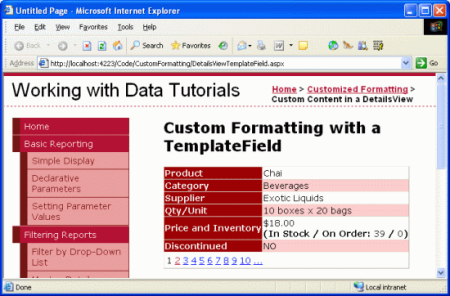 Untitled Page - Microsoft Internet Explorer
File Edit View Favorites Tools Help
Back Search Favorites
Address http://localhost:4223/Code/CustomFormatting/DetailsViewTemplateField.aspx Go
Working with Data Tutorials
Home > Customized Formatting >
Custom Content in a DetailsView
Home
Basic Reporting
Simple Display
Declarative
Parameters
Setting Parameter
Values
Filtering Reports
Filter by Drop-Down
List
Custom Formatting with a
TemplateField
Product Chai
Category Beverages
Supplier Exotic Liquids
Qty/Unit 10 boxes x 20 bags
Price and Inventory $18.00
(In Stock / On Order: 39 / 0)
Discontinued NO
1 2 3 4 5 6 7 8 9 10 ...
Done Local intranet